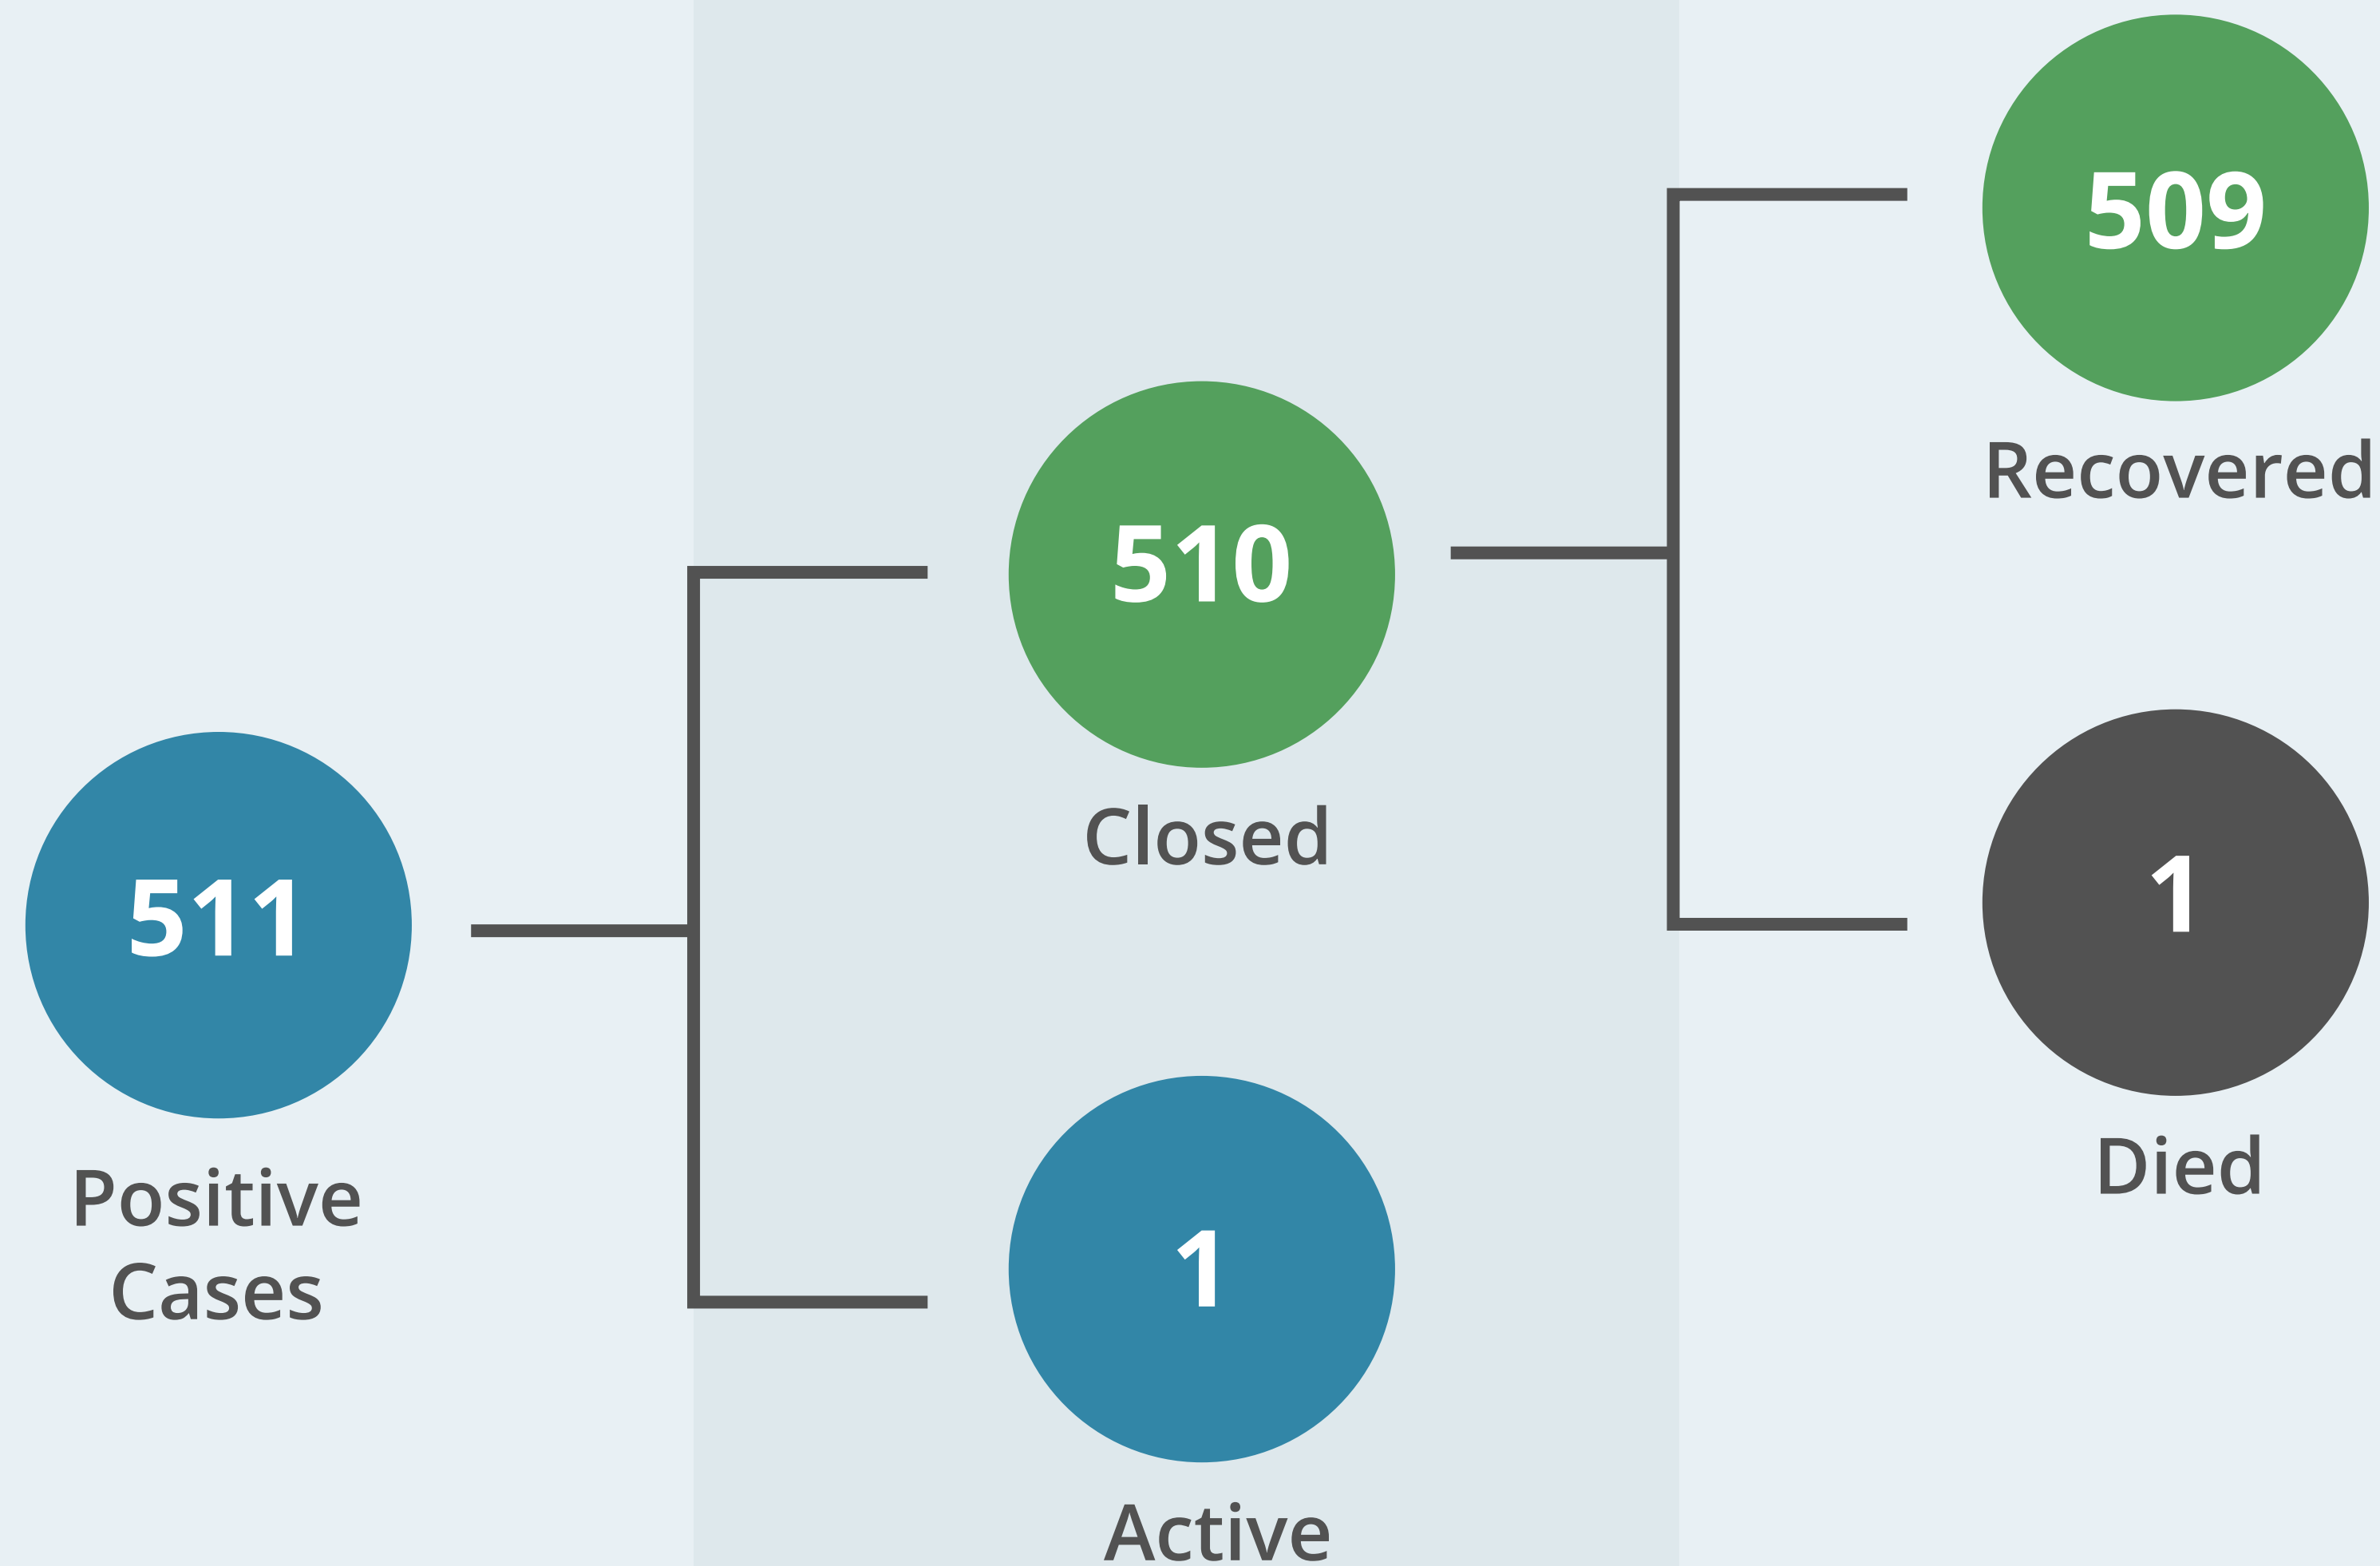 511
Positive
Cases
510
Closed
1
Active
509
Recovered
1
Died